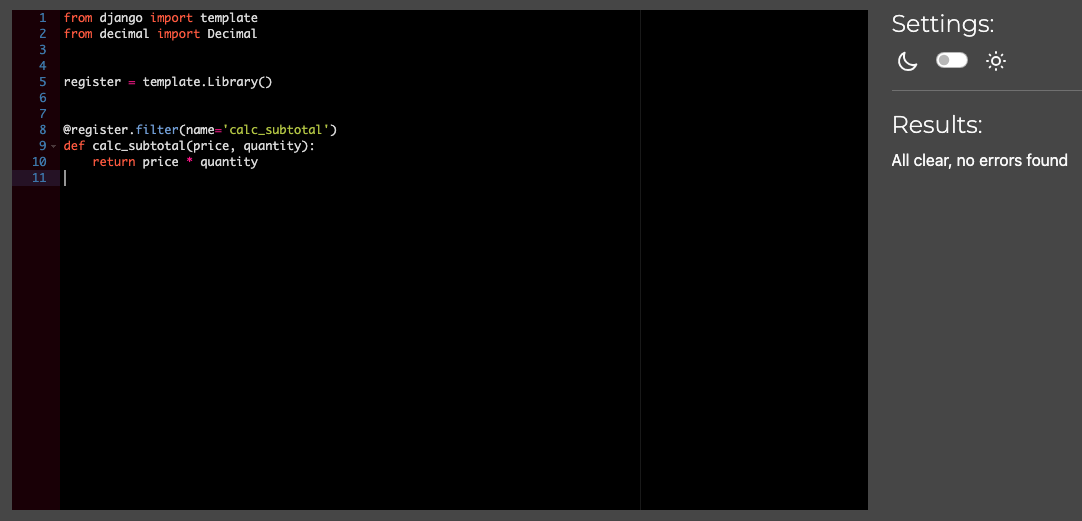 1 from django import template
2 from decimal import Decimal
3
4
5 register = template.Library()
6
7
8 @register.filter(name='calc_subtotal')
9 def calc_subtotal(price, quantity):
10     return price * quantity
11
Settings:
Results:
All clear, no errors found